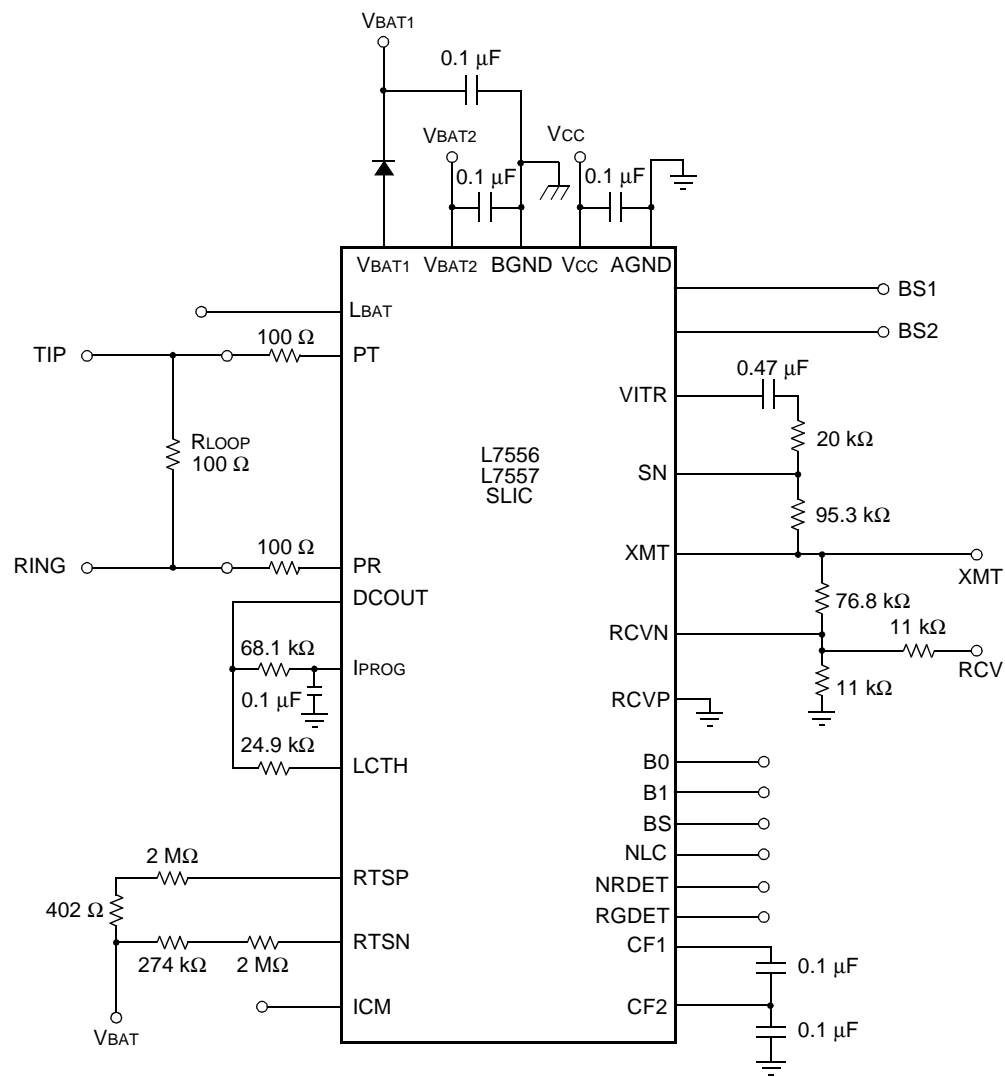 VBAT1
0.1 μF
VBAT2
VCC
0.1 μF
0.1 μF
VBAT1
VBAT2
BGND
VCC
AGND
LBAT
BS1
TIP
100 Ω
PT
BS2
0.47 μF
VITR
RLOOP
100 Ω
20 kΩ
L7556
L7557
SLIC
SN
95.3 kΩ
RING
100 Ω
PR
XMT
XMT
DCOUT
76.8 kΩ
RCVN
11 kΩ
RCV
68.1 kΩ
IPROG
0.1 μF
11 kΩ
RCVP
24.9 kΩ
LCTH
B0
B1
BS
NLC
NRDET
RGDET
2 MΩ
RTSP
402 Ω
RTSN
274 kΩ
2 MΩ
CF1
0.1 μF
ICM
CF2
VBAT
0.1 μF